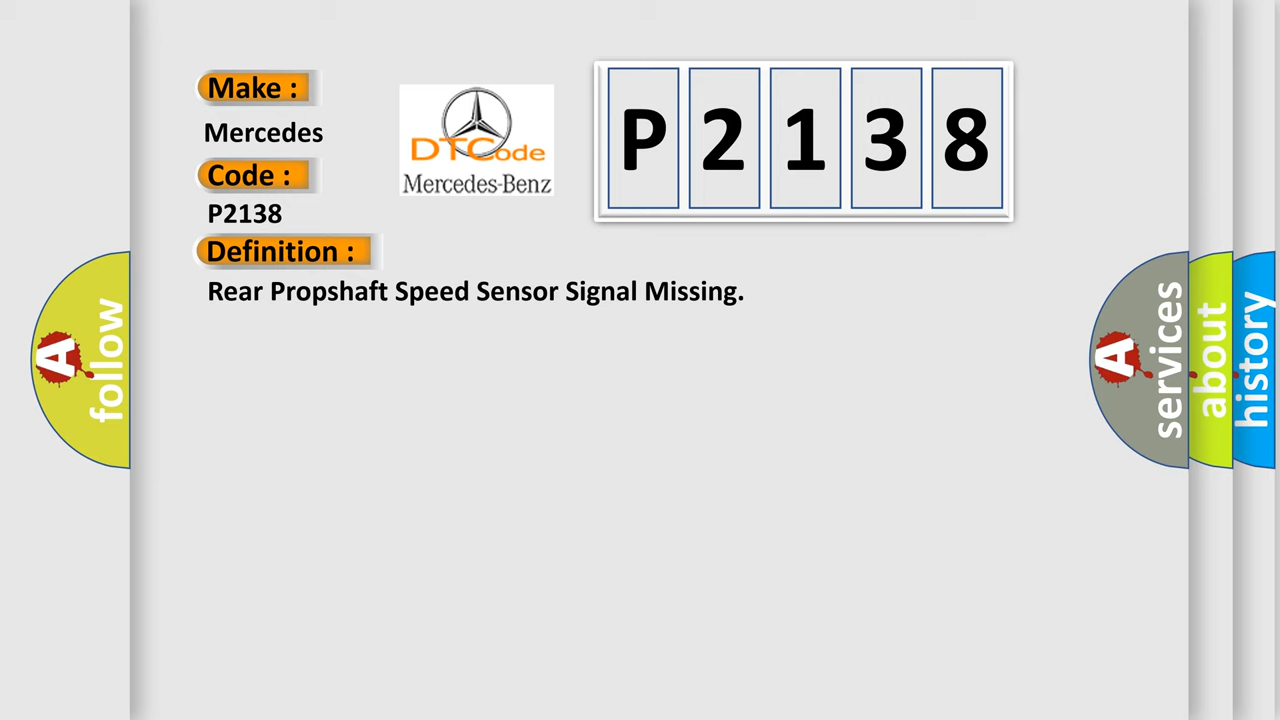 Make :
Mercedes
Code :
P2138
Definition :
Rear Propshaft Speed Sensor Signal Missing.
DTCode
Mercedes-Benz
P 2 1 3 8
A follow
A services
about
history